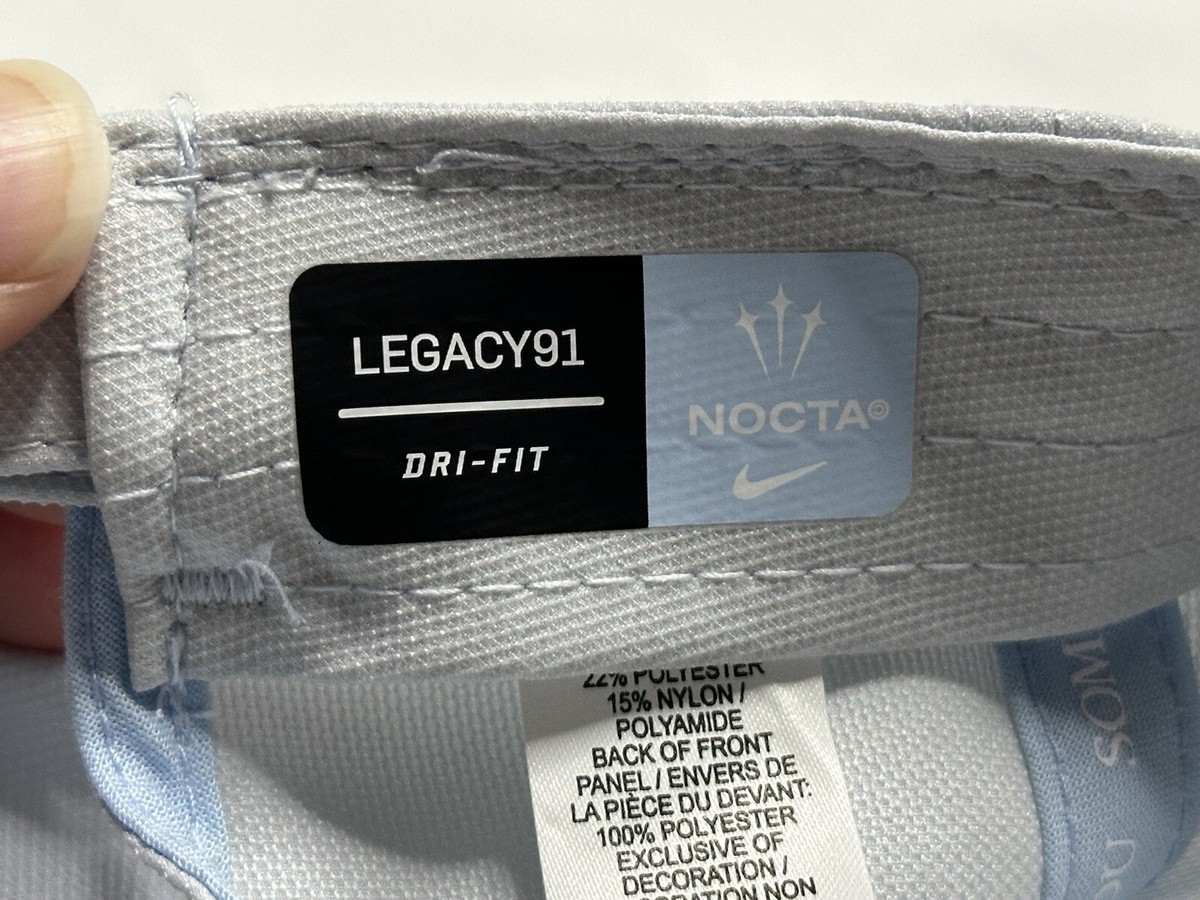 LEGACY91
DRI-FIT
NOCTA©
22% POLYESTER
15% NYLON /
POLYAMIDE
BACK OF FRONT
PANEL / ENVERS DE
LA PIÈCE DU DEVANT:
100% POLYESTER
EXCLUSIVE OF
DECORATION /
NON